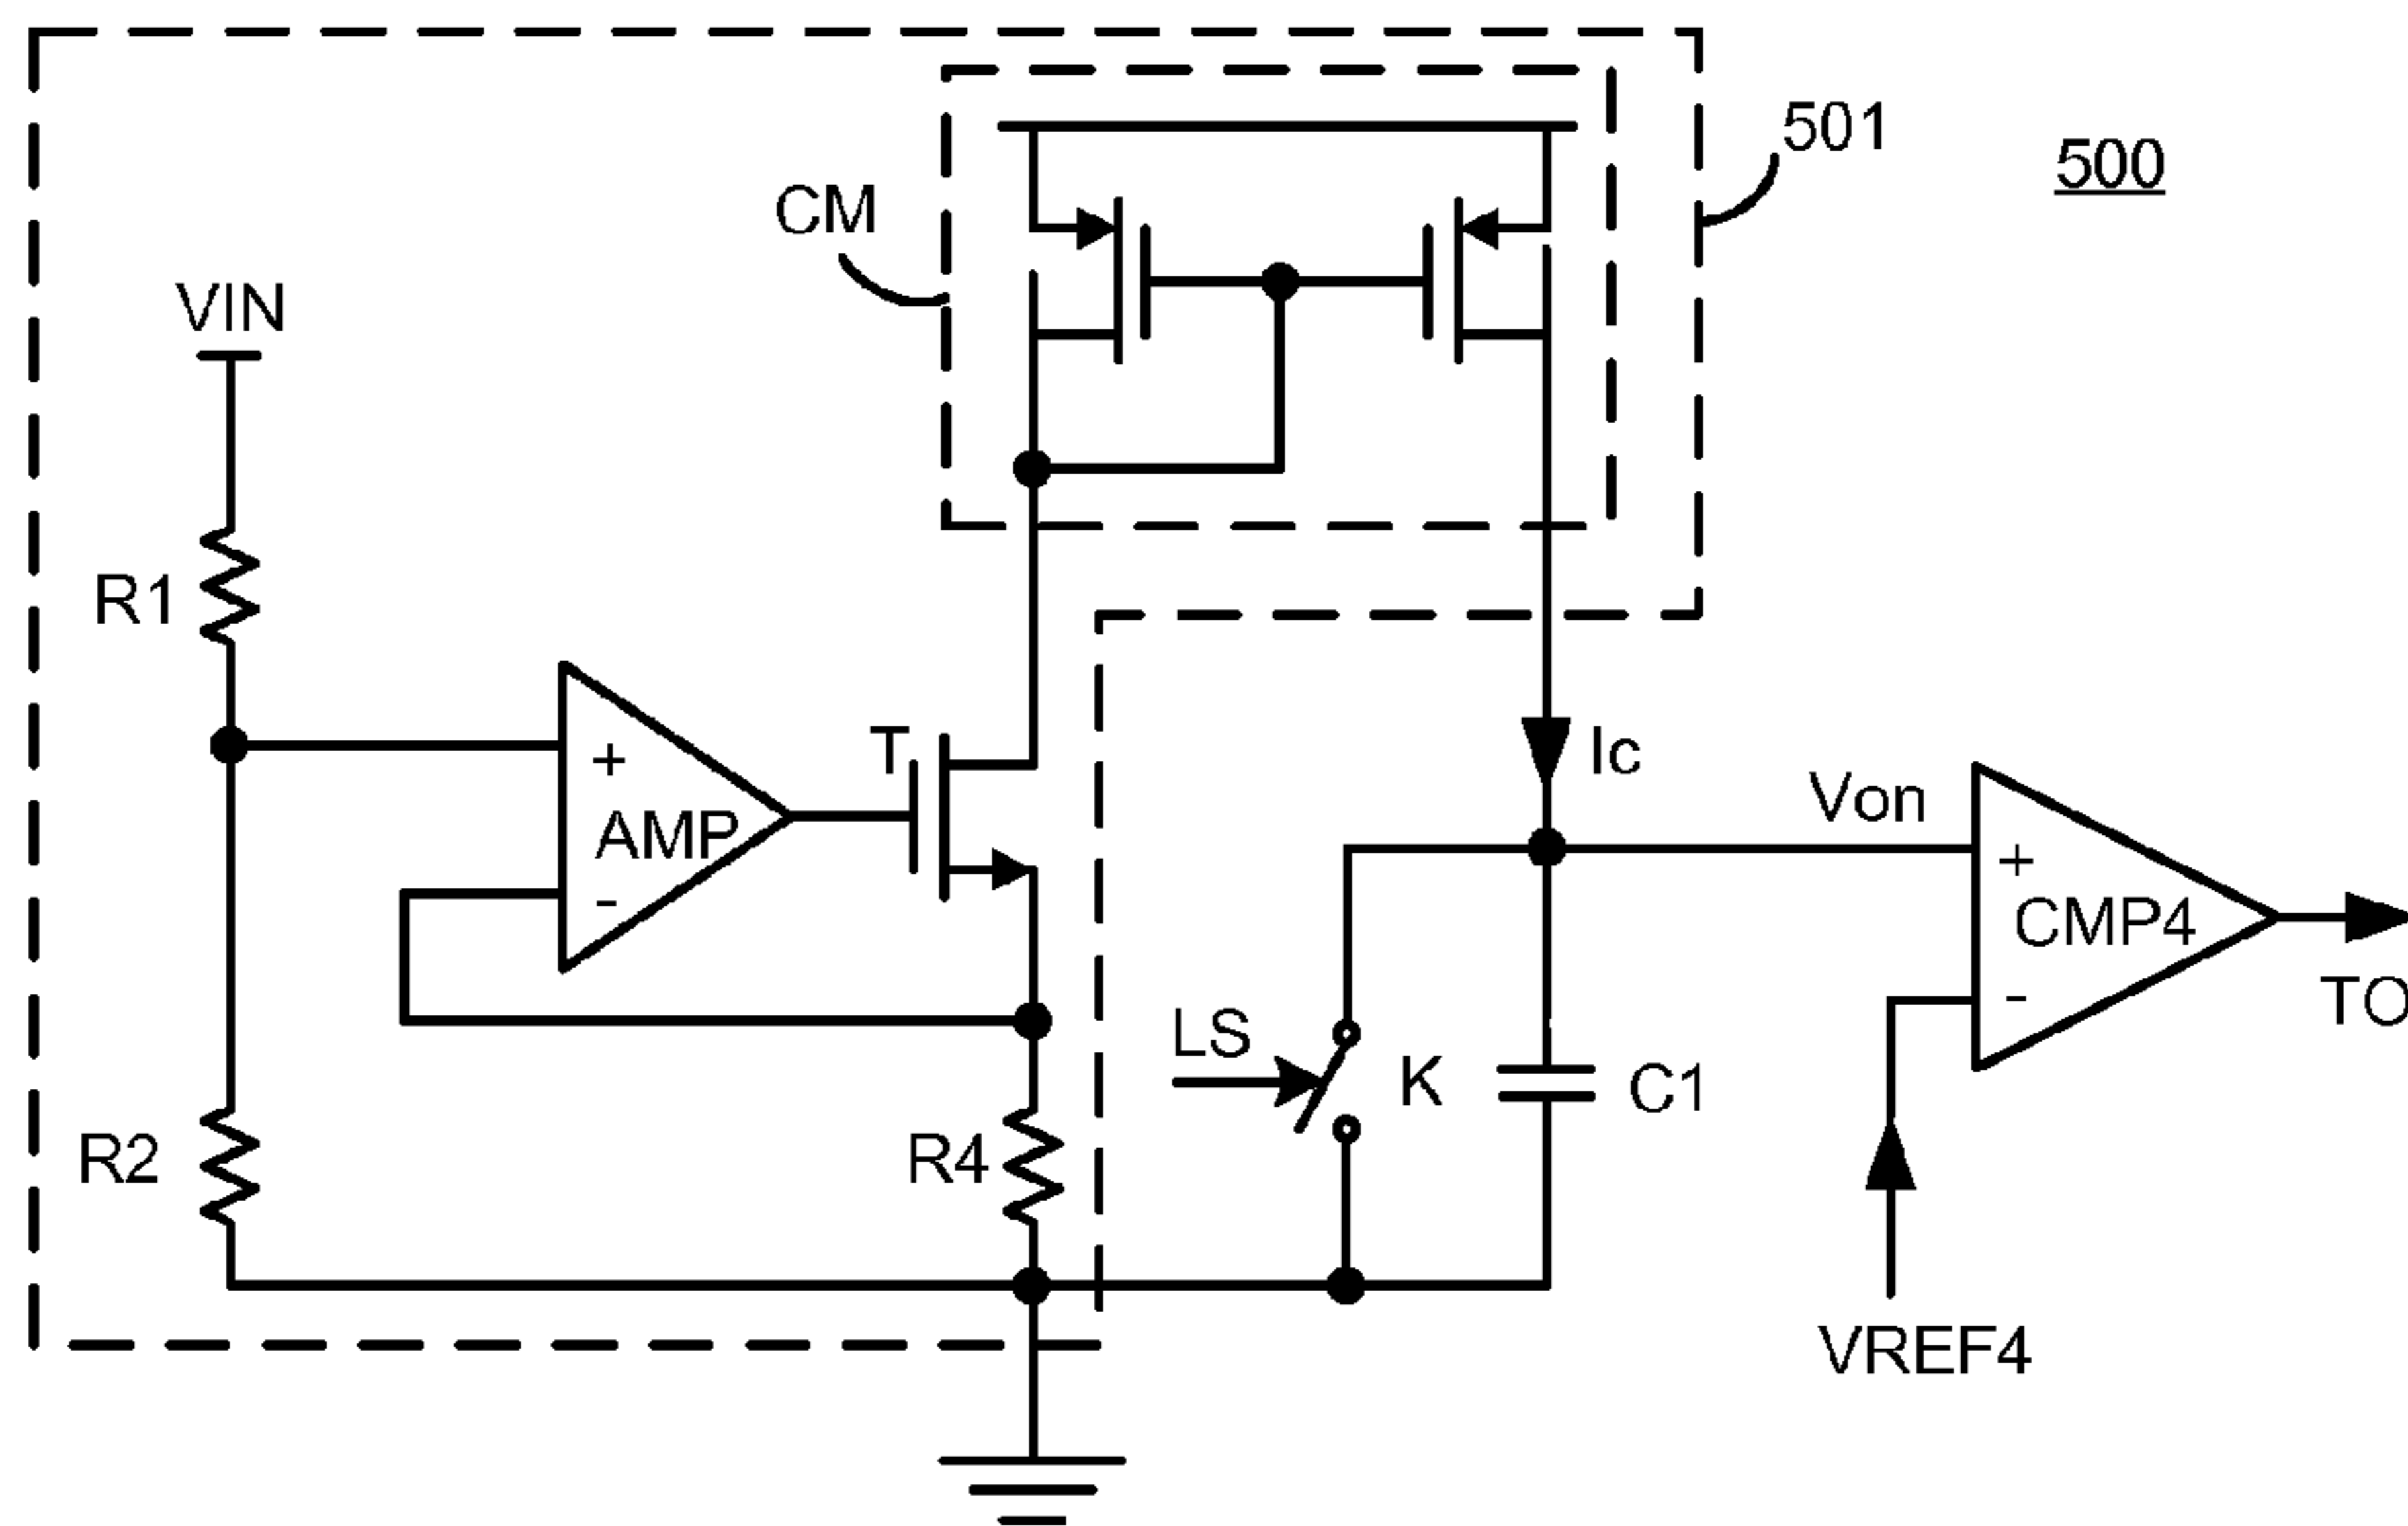 501
500
CM
VIN
R1
T
+
AMP
-
Ic
Von
+
CMP4
-
TO
LS
K
C1
R2
R4
VREF4